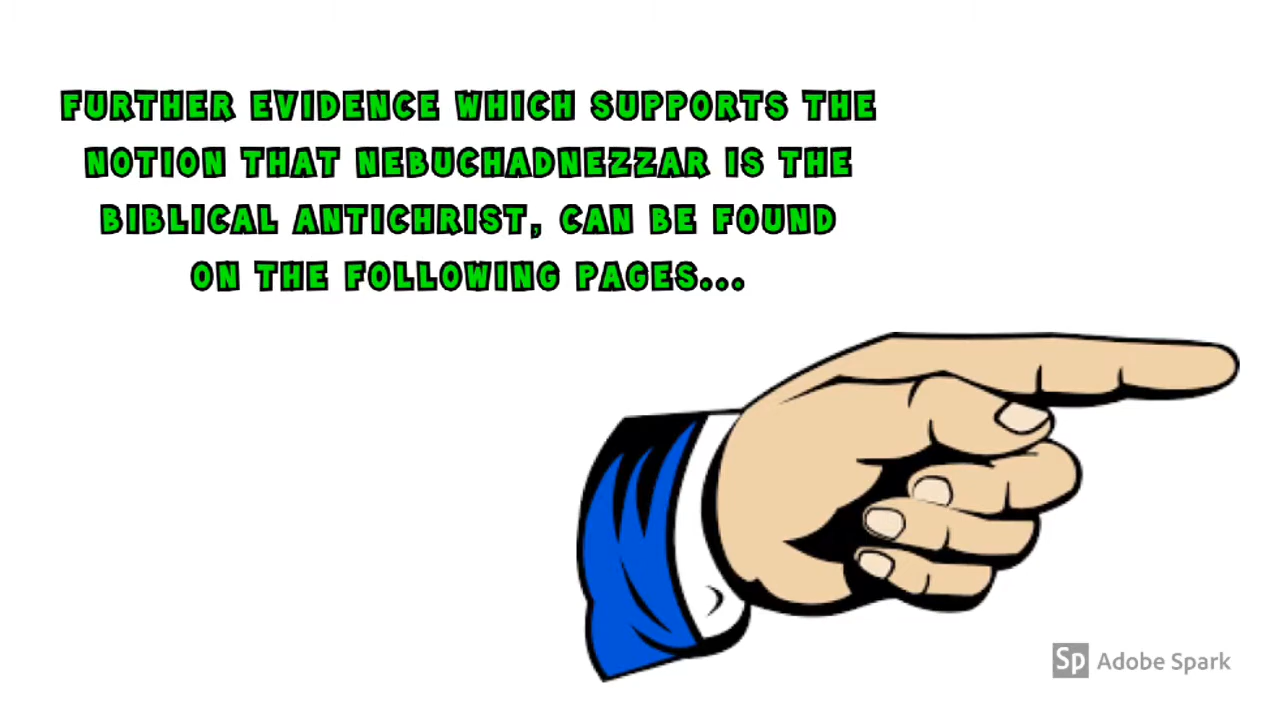 FURTHER EVIDENCE WHICH SUPPORTS THE
NOTION THAT NEBUCHADNEZZAR IS THE
BIBLICAL ANTICHRIST, CAN BE FOUND
ON THE FOLLOWING PAGES...
Sp Adobe Spark